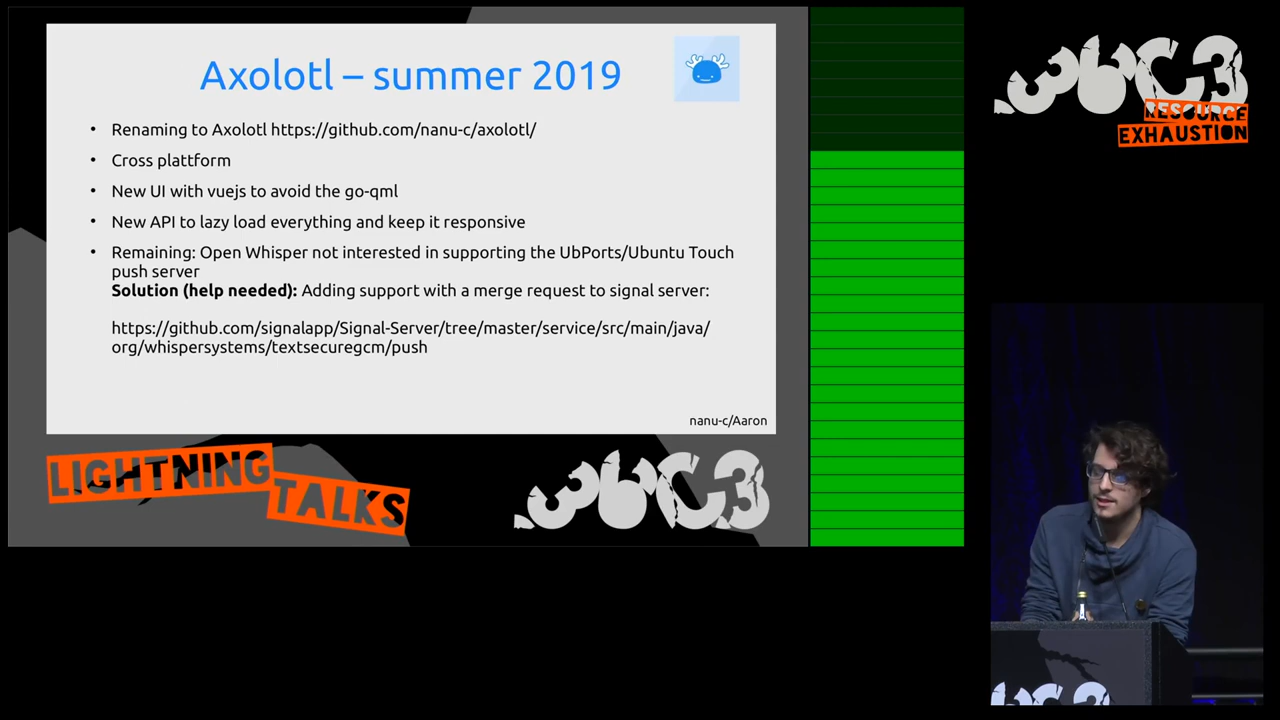 Axolotl – summer 2019
• Renaming to Axolotl https://github.com/nanu-c/axolotl/
• Cross plattform
• New UI with vuejs to avoid the go-qml
• New API to lazy load everything and keep it responsive
• Remaining: Open Whisper not interested in supporting the UbPorts/Ubuntu Touch
push server
Solution (help needed): Adding support with a merge request to signal server:
https://github.com/signalapp/Signal-Server/tree/master/service/src/main/java/
org/whispersystems/textsecuregcm/push
nanu-c/Aaron
LIGHTNING
TALKS
36C3
36C3
RESOURCE
EXHAUSTION
36C3